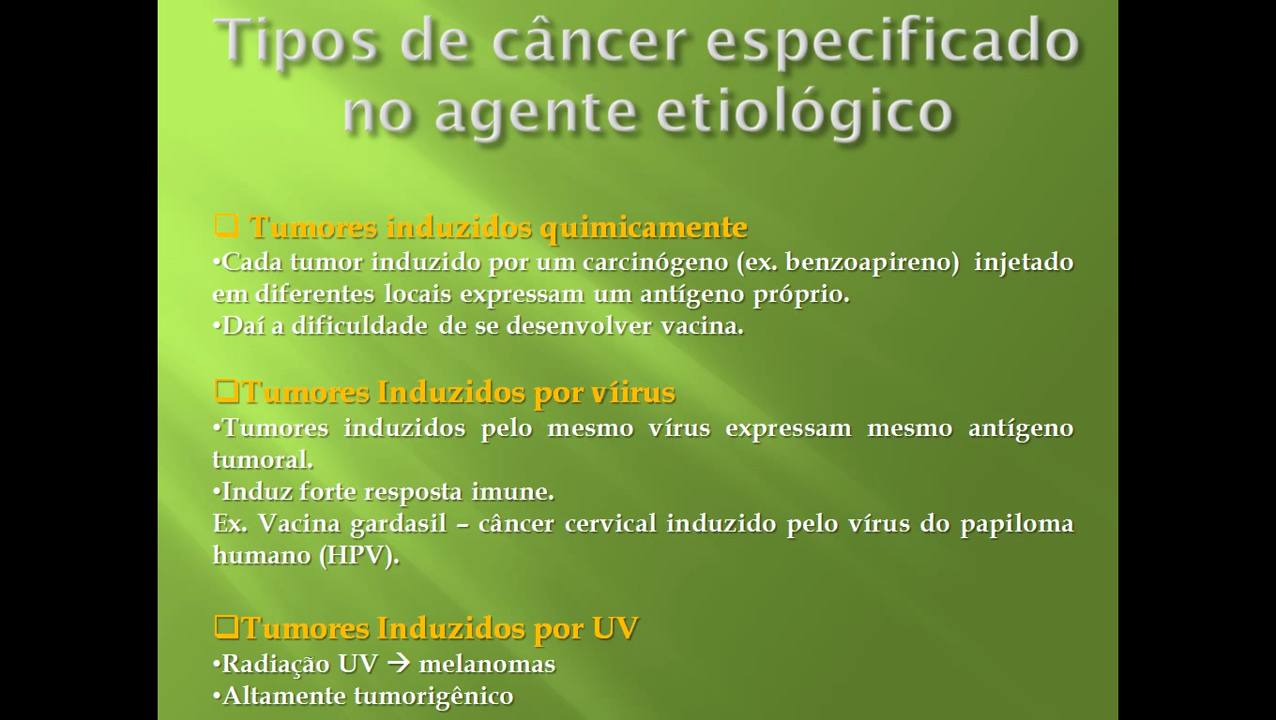 Tipos de câncer especificado
no agente etiológico
❑ Tumores induzidos quimicamente
•Cada tumor induzido por um carcinógeno (ex. benzoapireno) injetado
em diferentes locais expressam um antígeno próprio.
•Daí a dificuldade de se desenvolver vacina.
❑Tumores Induzidos por víirus
•Tumores induzidos pelo mesmo vírus expressam mesmo antígeno
tumoral.
•Induz forte resposta imune.
Ex. Vacina gardasil – câncer cervical induzido pelo vírus do papiloma
humano (HPV).
❑Tumores Induzidos por UV
•Radiação UV → melanomas
•Altamente tumorigênico